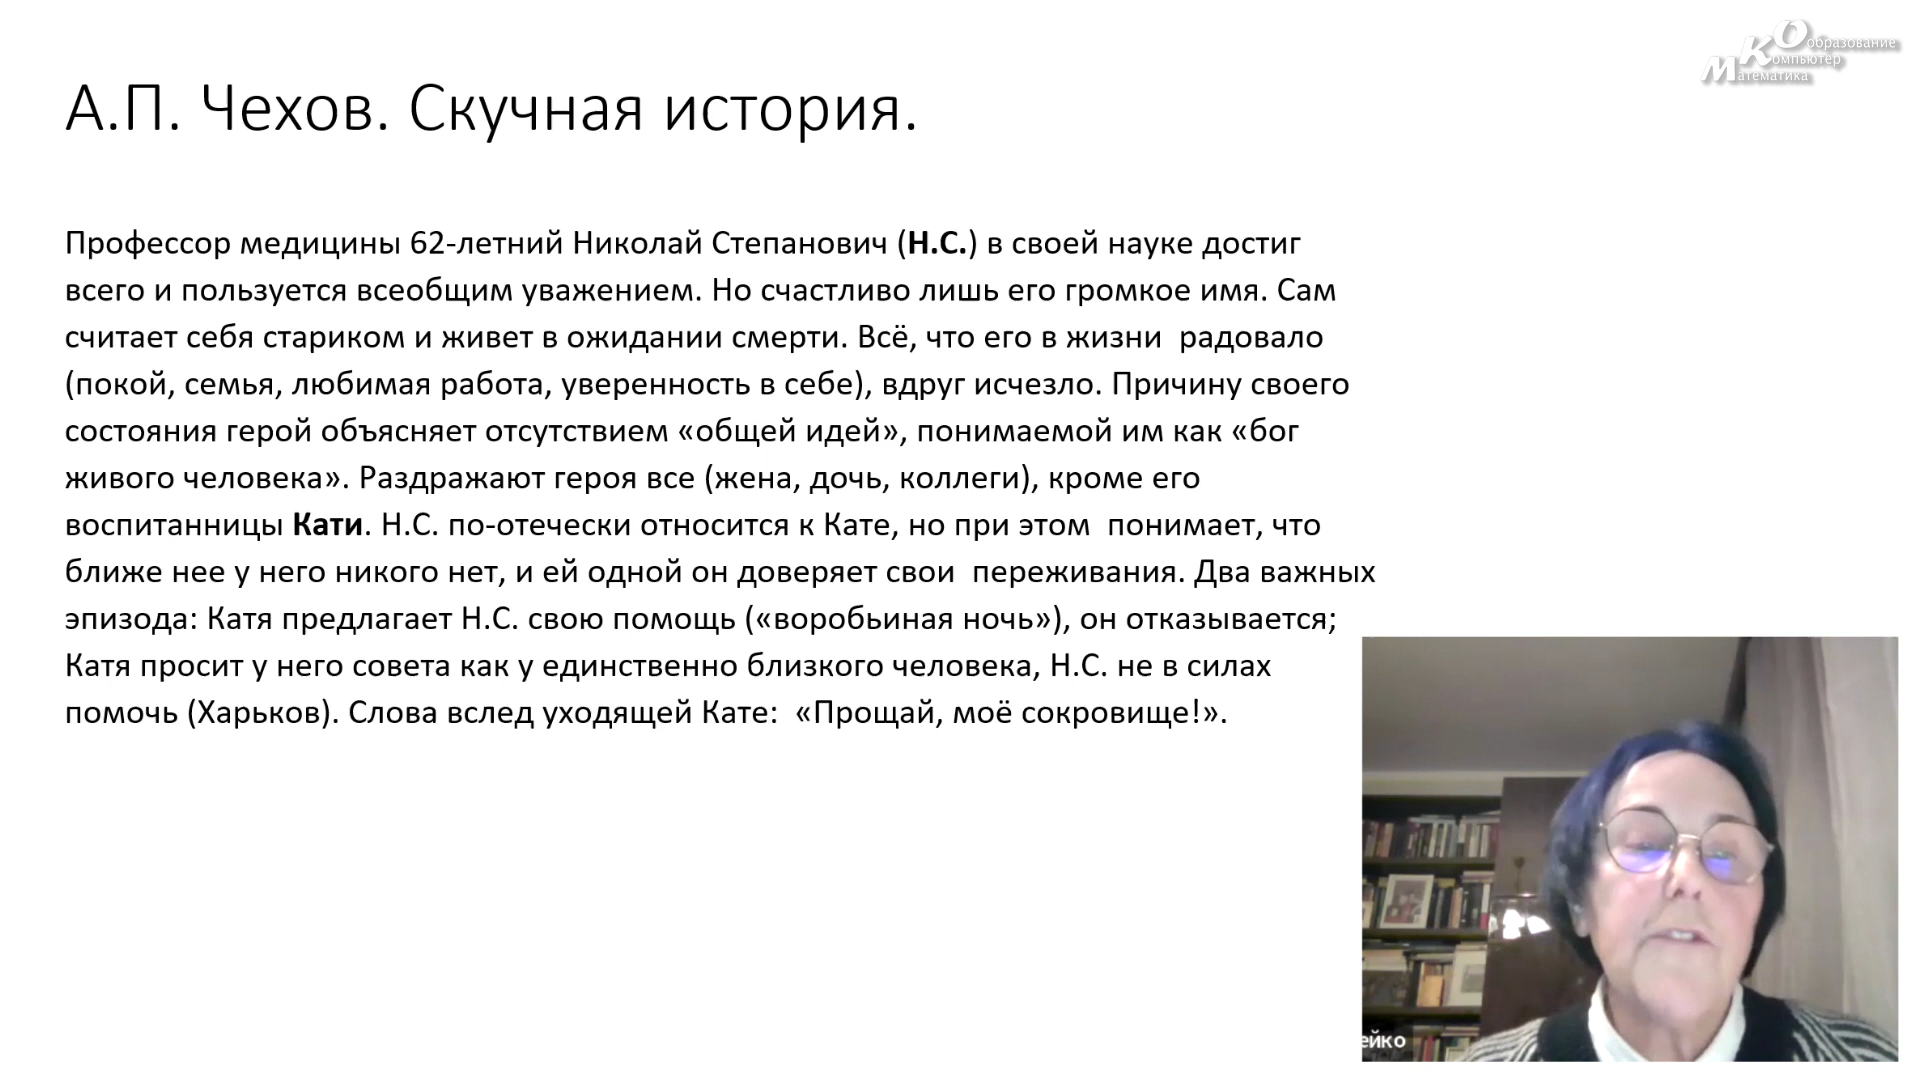 МКО
образование
компьютер
математика
А.П. Чехов. Скучная история.
Профессор медицины 62-летний Николай Степанович (Н.С.) в своей науке достиг
всего и пользуется всеобщим уважением. Но счастливо лишь его громкое имя. Сам
считает себя стариком и живет в ожидании смерти. Всё, что его в жизни  радовало
(покой, семья, любимая работа, уверенность в себе), вдруг исчезло. Причину своего
состояния герой объясняет отсутствием «общей идей», понимаемой им как «бог
живого человека». Раздражают героя все (жена, дочь, коллеги), кроме его
воспитанницы Кати. Н.С. по-отечески относится к Кате, но при этом  понимает, что
ближе нее у него никого нет, и ей одной он доверяет свои  переживания. Два важных
эпизода: Катя предлагает Н.С. свою помощь («воробьиная ночь»), он отказывается;
Катя просит у него совета как у единственно близкого человека, Н.С. не в силах
помочь (Харьков). Слова вслед уходящей Кате:  «Прощай, моё сокровище!».
ейко